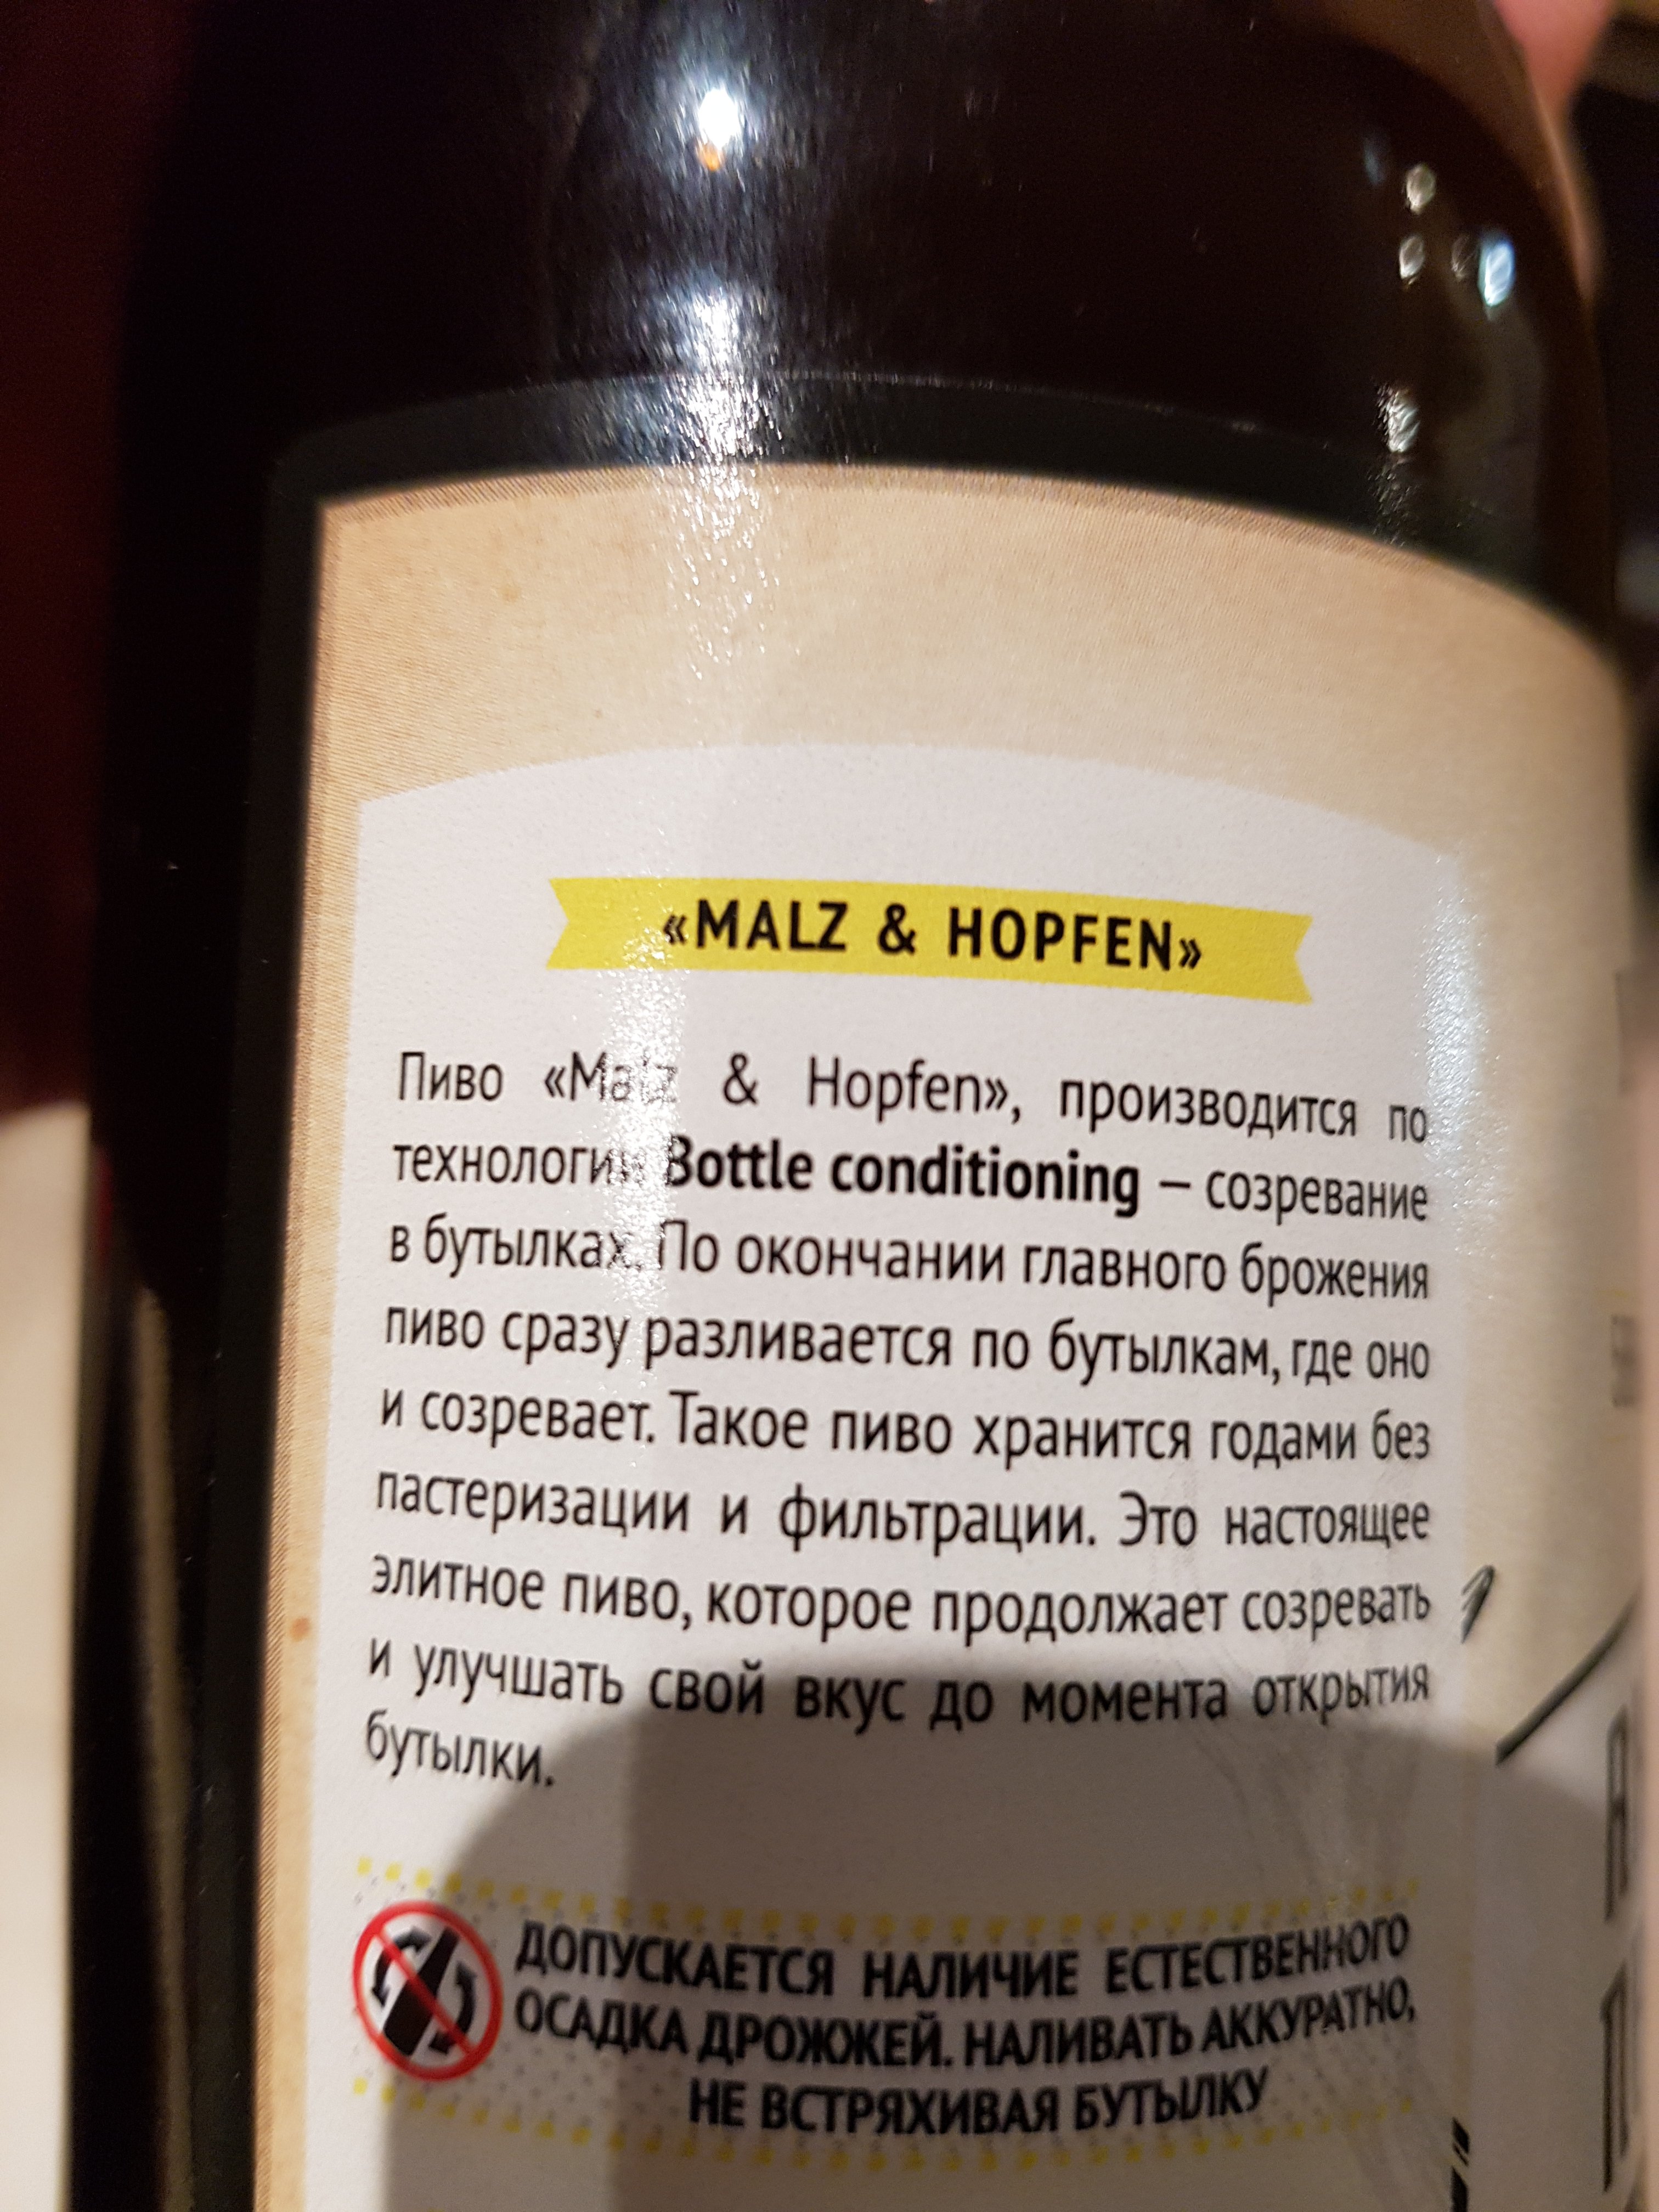 «MALZ & HOPFEN»
Пиво «Malz & Hopfen», производится по
технологии Bottle conditioning – созревание
в бутылках. По окончании главного брожения
пиво сразу разливается по бутылкам, где оно
и созревает. Такое пиво хранится годами без
пастеризации и фильтрации. Это настоящее
элитное пиво, которое продолжает созревать
и улучшать свой вкус до момента открытия
бутылки.
ДОПУСКАЕТСЯ НАЛИЧИЕ ЕСТЕСТВЕННОГО
ОСАДКА ДРОЖЖЕЙ. НАЛИВАТЬ АККУРАТНО,
НЕ ВСТРЯХИВАЯ БУТЫЛКУ